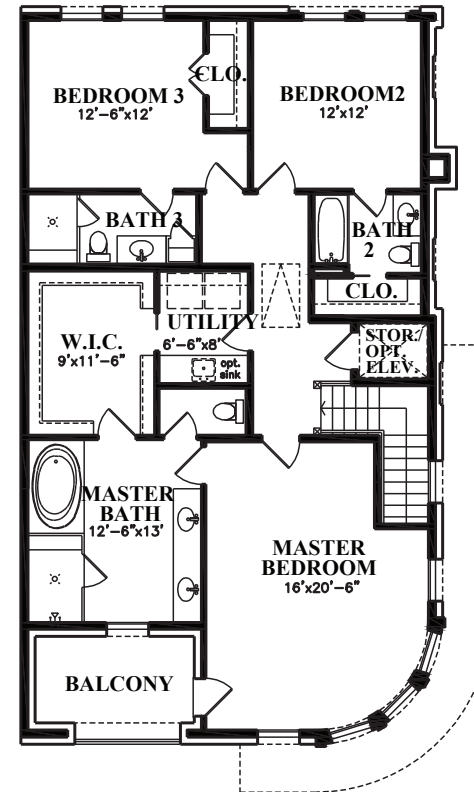 CLO.
BEDROOM 3
12'-6"x12'
BEDROOM2
12'x12'
BATH 3
BATH
2
CLO.
UTILITY
6'-6"x8'
W.I.C.
9'x11'-6"
STOR./
OPT.
ELEV.
opt.
sink
MASTER
BATH
12'-6"x13'
MASTER
BEDROOM
16'x20'-6"
BALCONY